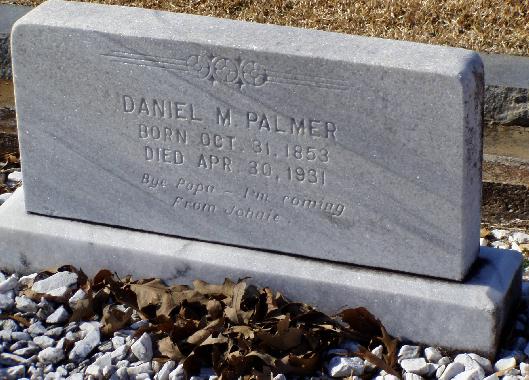 DANIEL M. PALMER
BORN OCT. 31, 1853
DIED APR. 30, 1931
Bye Papa - I'm coming
From Johnie.